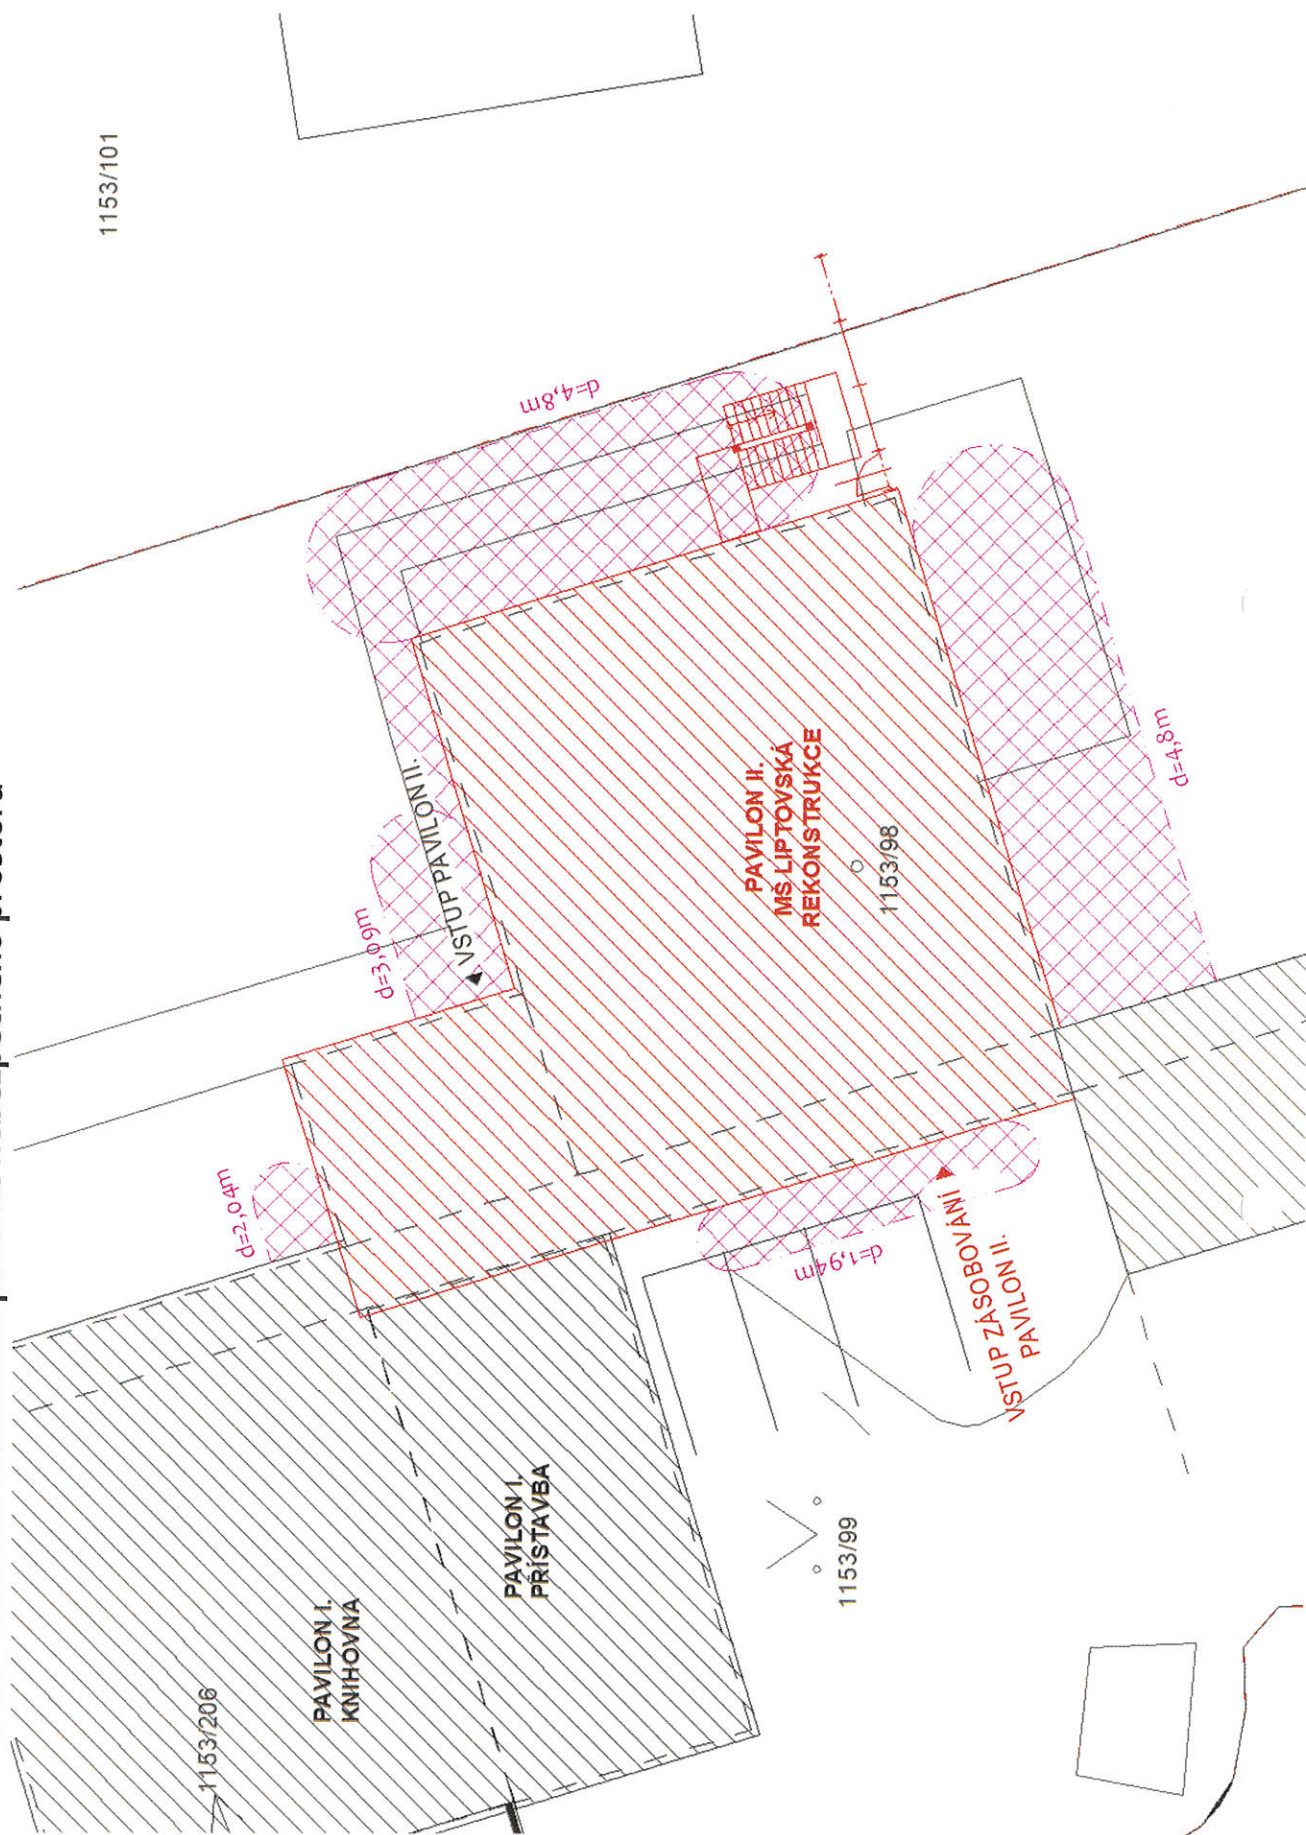 1153/101
d=4,8m
VSTUP PAVILON II.
d=3,09m
d=2,04m
PAVILON II.
MŠ LIPTOVSKÁ
REKONSTRUKCE
1153/98
d=4,8m
d=1,94m
VSTUP ZÁSOBOVÁNÍ
PAVILON II.
PAVILON I.
PŘÍSTAVBA
PAVILON I.
KNIHOVNA
1153/206
1153/99